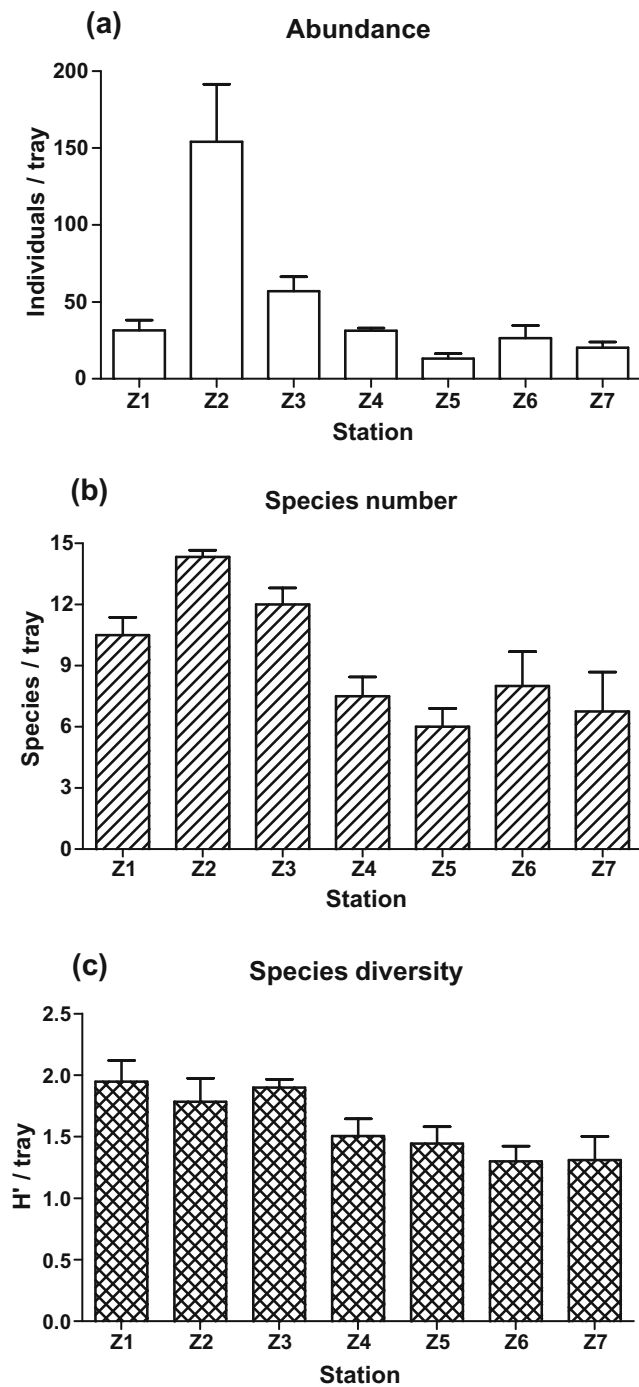 (a) Abundance
Individuals / tray
200
150
100
50
0
Z1 Z2 Z3 Z4 Z5 Z6 Z7
Station
(b) Species number
Species / tray
15
12
9
6
3
0
Z1 Z2 Z3 Z4 Z5 Z6 Z7
Station
(c) Species diversity
H' / tray
2.5
2.0
1.5
1.0
0.5
0.0
Z1 Z2 Z3 Z4 Z5 Z6 Z7
Station